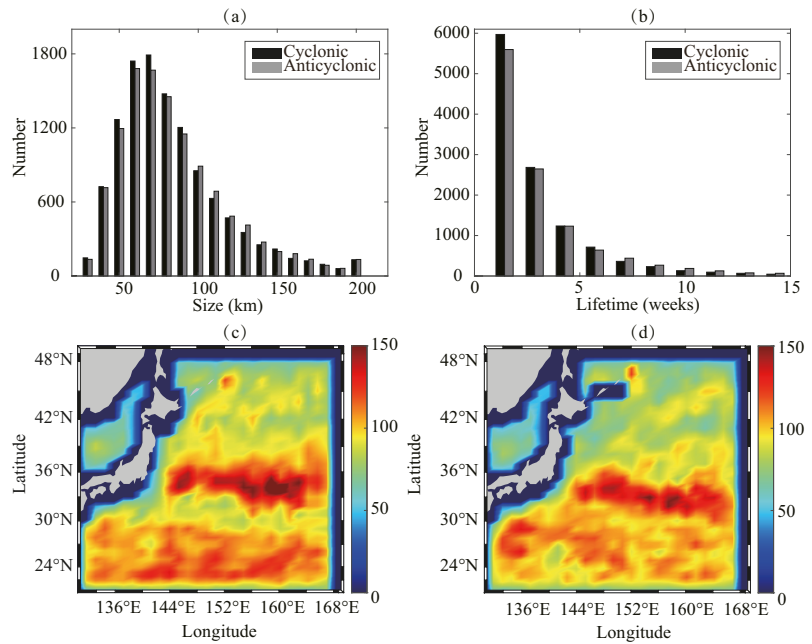 (a)
Number
1800
1200
600
0
50
100
150
200
Size (km)
Cyclonic
Anticyclonic
(b)
Number
6000
5000
4000
3000
2000
1000
0
0
5
10
15
Lifetime (weeks)
Cyclonic
Anticyclonic
(c)
Latitude
48°N
42°N
36°N
30°N
24°N
136°E 144°E 152°E 160°E 168°E
Longitude
150
100
50
0
(d)
Latitude
48°N
42°N
36°N
30°N
24°N
136°E 144°E 152°E 160°E 168°E
Longitude
150
100
50
0